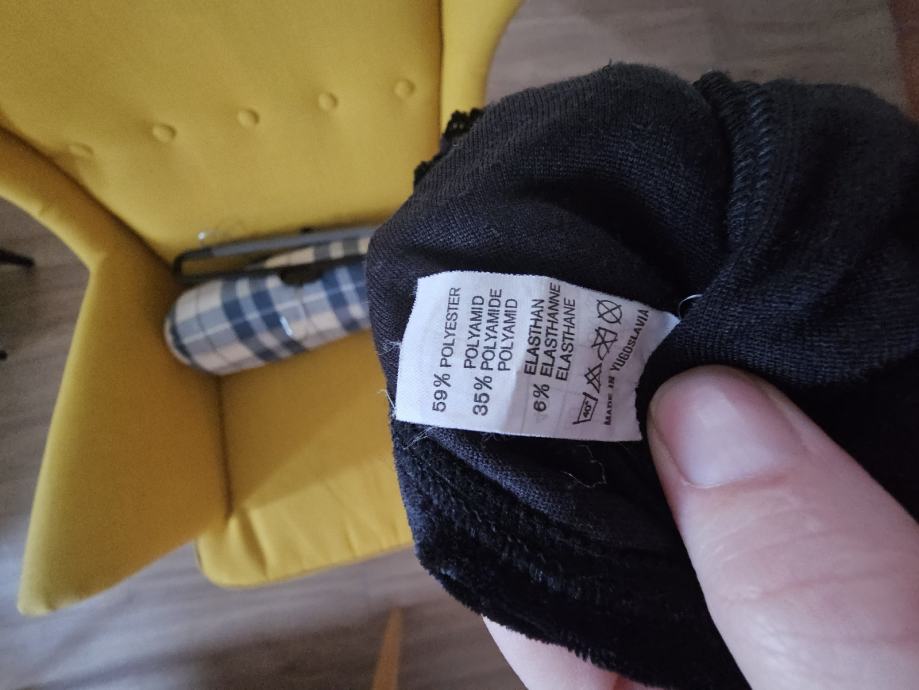 59% POLYESTER
POLYAMID
35% POLYAMIDE
POLYAMID
ELASTHAN
6% ELASTHANNE
ELASTHANE
40°
MADE IN YUGOSLAVIA